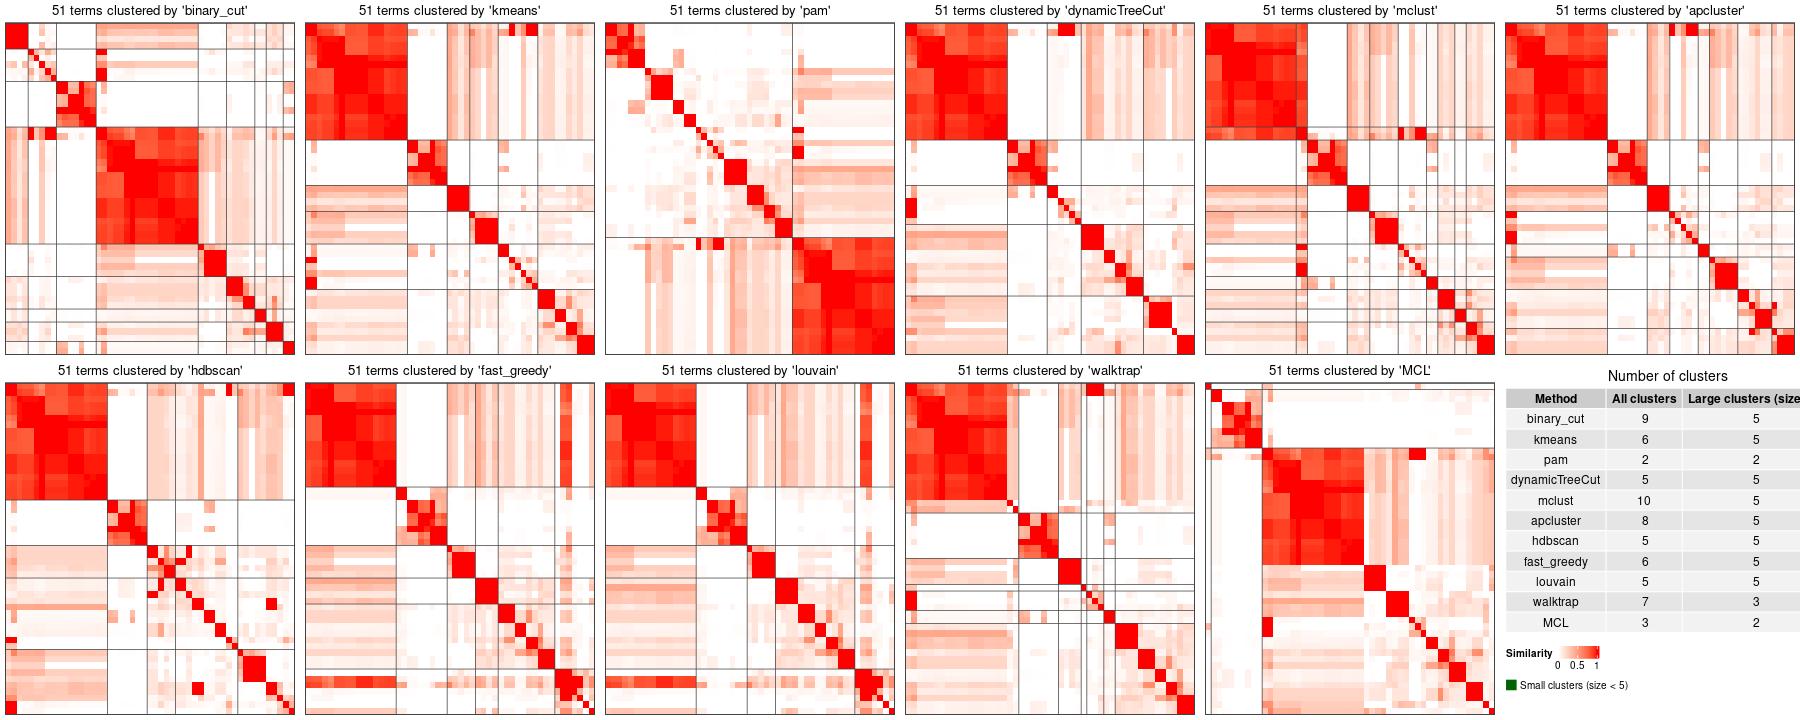 51 terms clustered by 'binary_cut'
51 terms clustered by 'kmeans'
51 terms clustered by 'pam'
51 terms clustered by 'dynamicTreeCut'
51 terms clustered by 'mclust'
51 terms clustered by 'apcluster'
51 terms clustered by 'hdbscan'
51 terms clustered by 'fast_greedy'
51 terms clustered by 'louvain'
51 terms clustered by 'walktrap'
51 terms clustered by 'MCL'
Number of clusters
Method All clusters Large clusters (size
binary_cut 9 5
kmeans 6 5
pam 2 2
dynamicTreeCut 5 5
mclust 10 5
apcluster 8 5
hdbscan 5 5
fast_greedy 6 5
louvain 5 5
walktrap 7 3
MCL 3 2
Similarity
0 0.5 1
Small clusters (size < 5)